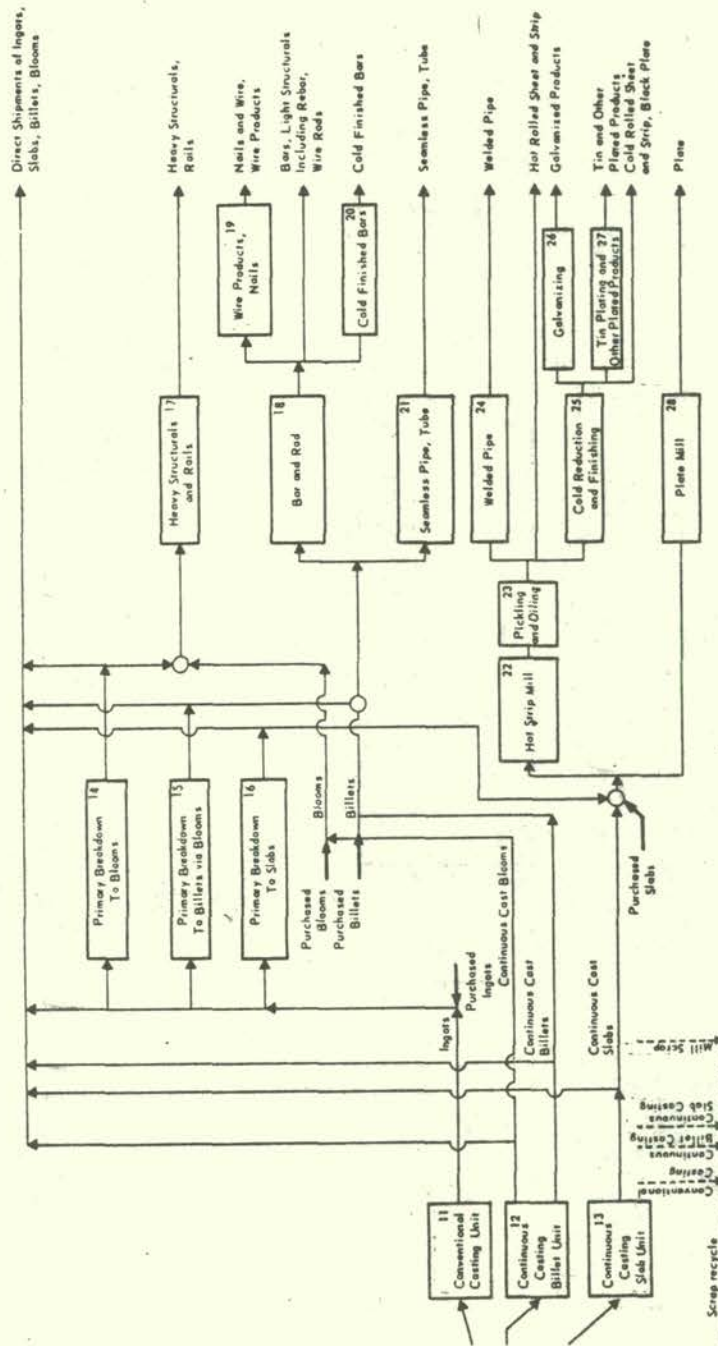 Direct Shipments of Ingots,
Slabs, Billets, Blooms
Heavy Structurals,
Rails
Nails and Wire,
Wire Products
Bars, Light Structurals
Including Rebar,
Wire Rods
Cold Finished Bars
Seamless Pipe, Tube
Welded Pipe
Hot Rolled Sheet and Strip
Galvanized Products
Tin and Other
Plated Products
Cold Rolled Sheet
and Strip, Black Plate
Plate
19
Wire Products,
Nails
20
Cold Finished Bars
26
Galvanizing
27
Tin Plating and
Other Plated Products
17
Heavy Structurals
and Rails
18
Bar and Rod
21
Seamless Pipe, Tube
24
Welded Pipe
25
Cold Reduction
and Finishing
28
Plate Mill
23
Pickling
and Oiling
22
Hot Strip Mill
14
Primary Breakdown
To Blooms
15
Primary Breakdown
To Billets via Blooms
16
Primary Breakdown
To Slabs
Blooms
Billets
Purchased
Blooms
Purchased
Billets
Purchased
Slabs
Ingots
Purchased
Ingots
Continuous Cast Blooms
Continuous Cast
Billets
Continuous Cast
Slabs
11
Conventional
Casting Unit
12
Continuous
Casting
Billet Unit
13
Continuous
Casting
Slab Unit
Mill Scrap
Continuous
Slab Casting
Continuous
Billet Casting
Conventional
Casting
Scrap recycle